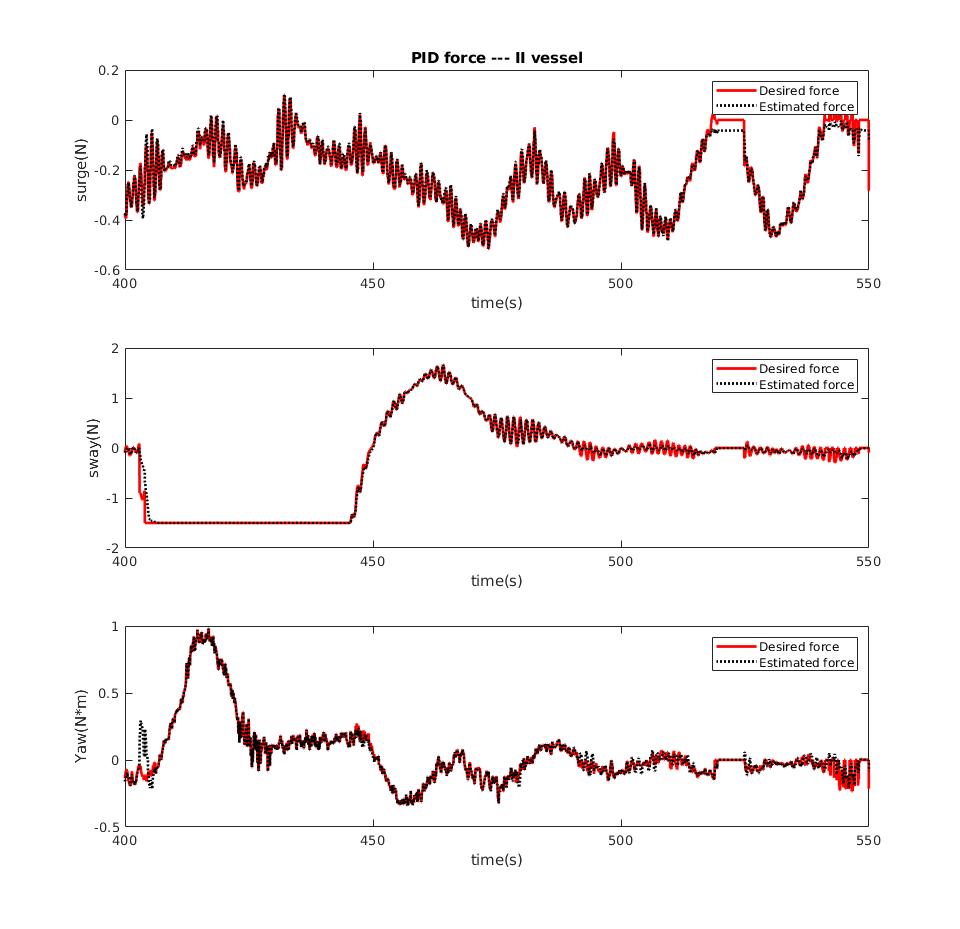 PID force --- II vessel
0.2
0
-0.2
-0.4
-0.6
surge(N)
Desired force
Estimated force
400
450
500
550
time(s)
2
1
0
-1
-2
sway(N)
Desired force
Estimated force
400
450
500
550
time(s)
1
0.5
0
-0.5
Yaw(N*m)
Desired force
Estimated force
400
450
500
550
time(s)